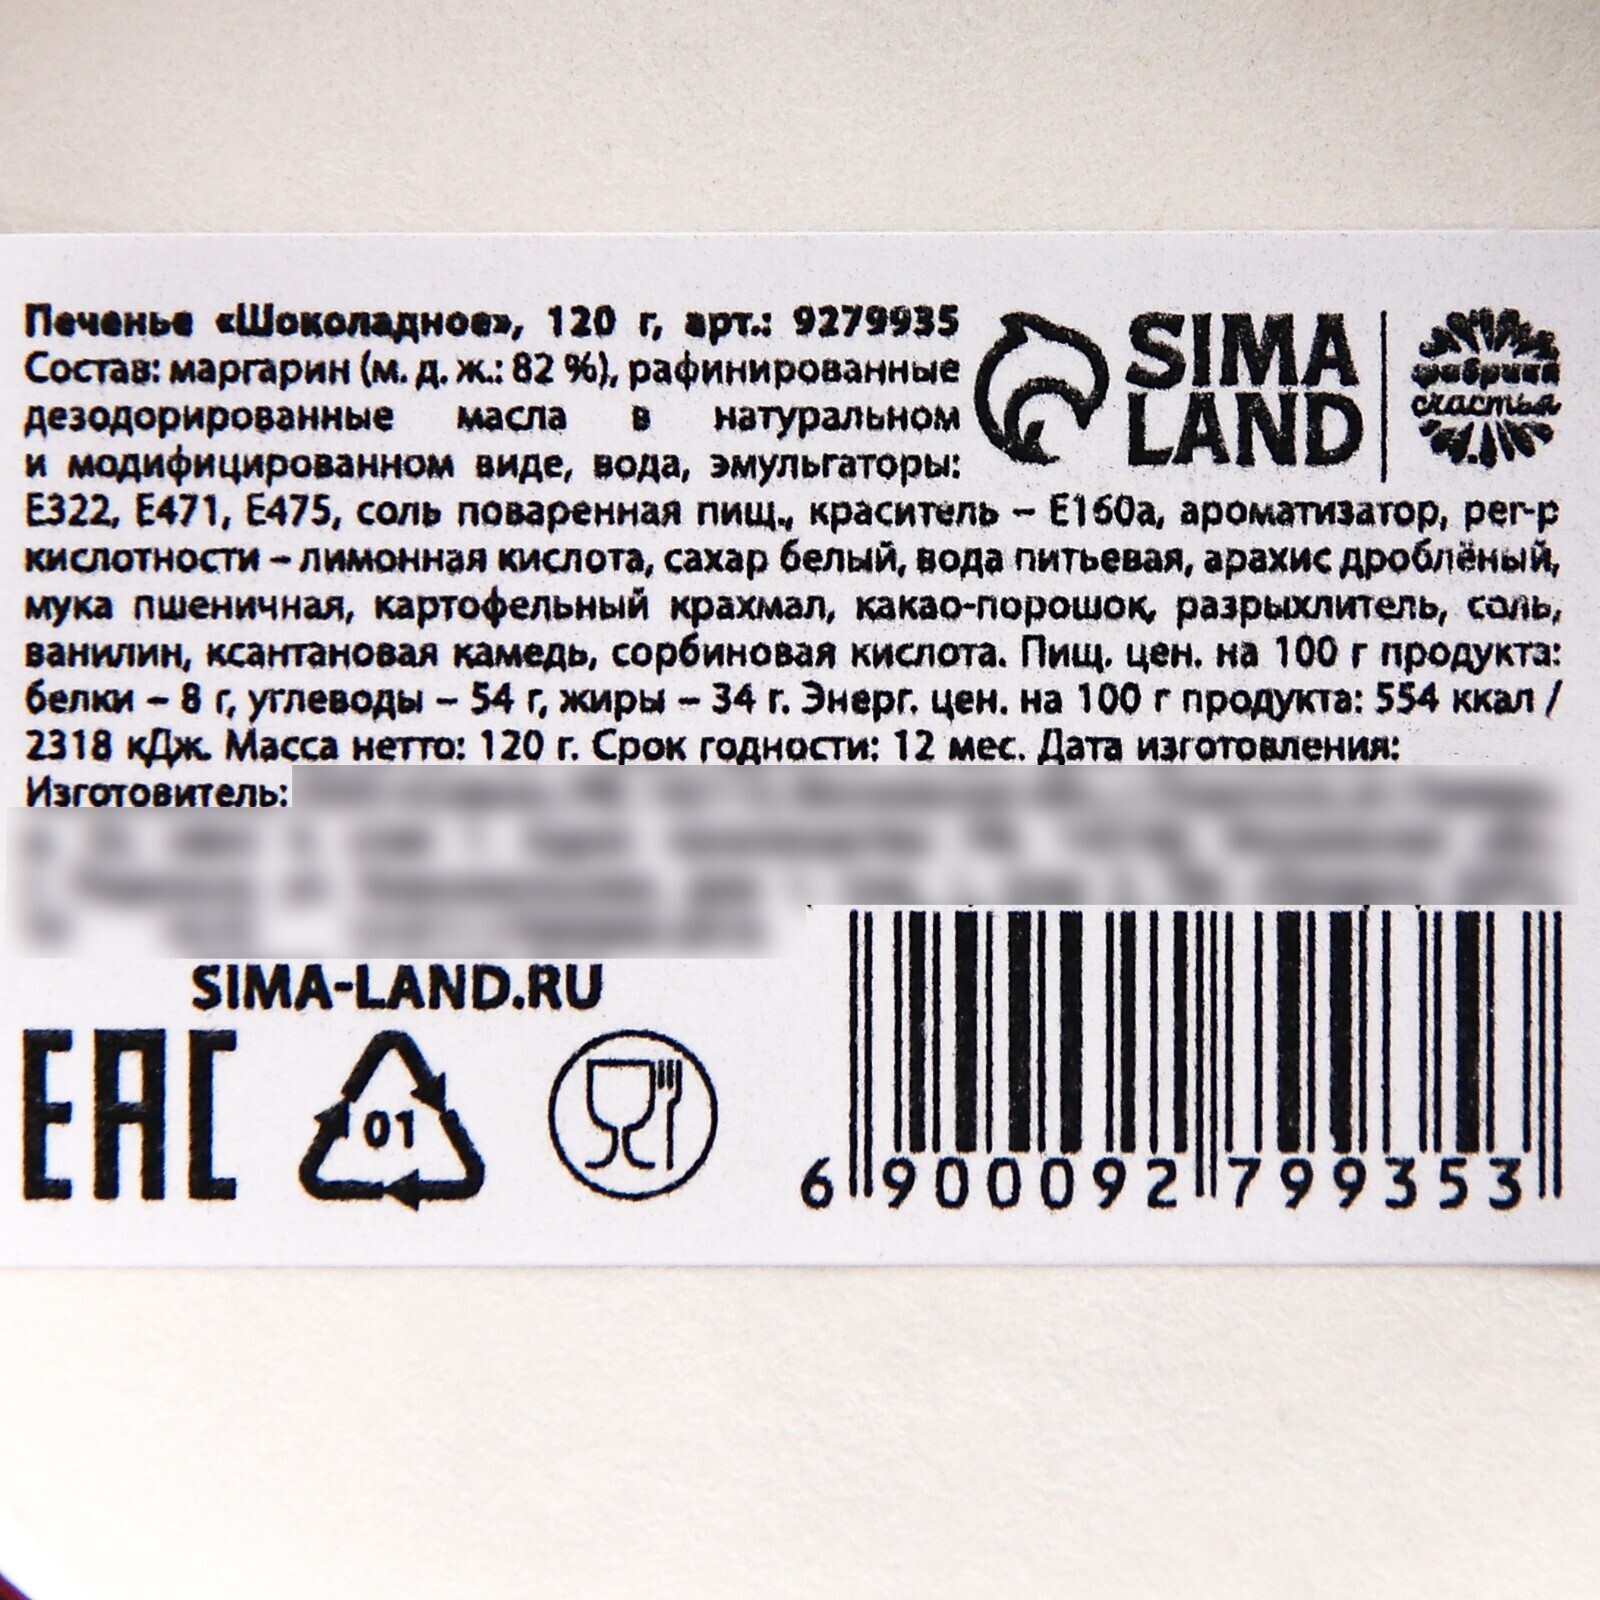 Печенье «Шоколадное», 120 г, арт.: 9279935
Состав: маргарин (м. д. ж.: 82 %), рафинированные
дезодорированные масла в натуральном
и модифицированном виде, вода, эмульгаторы:
Е322, Е471, Е475, соль поваренная пищ., краситель – Е160а, ароматизатор, рег-р
кислотности – лимонная кислота, сахар белый, вода питьевая, арахис дроблёный,
мука пшеничная, картофельный крахмал, какао-порошок, разрыхлитель, соль,
ванилин, ксантановая камедь, сорбиновая кислота. Пищ. цен. на 100 г продукта:
белки – 8 г, углеводы – 54 г, жиры – 34 г. Энерг. цен. на 100 г продукта: 554 ккал /
2318 кДж. Масса нетто: 120 г. Срок годности: 12 мес. Дата изготовления:
Изготовитель:
SIMA
LAND
фабрика
счастья
SIMA-LAND.RU
EAC
01
6 900092 799353